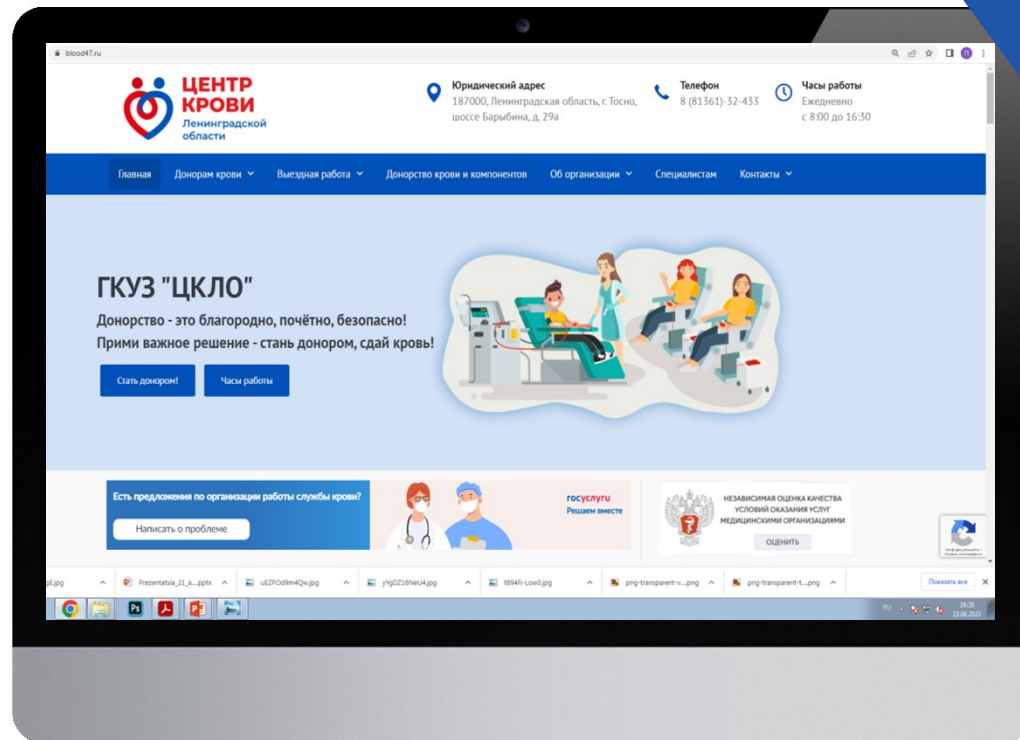 blood47.ru
ЦЕНТР
КРОВИ
Ленинградской
области
Юридический адрес
187000, Ленинградская область, г. Тосно,
шоссе Барыбина, д. 29а
Телефон
8 (81361)-32-433
Часы работы
Ежедневно
с 8:00 до 16:30
Главная Донорам крови Выездная работа Донорство крови и компонентов Об организации Специалистам Контакты
ГКУЗ "ЦКЛО"
Донорство - это благородно, почётно, безопасно!
Прими важное решение - стань донором, сдай кровь!
Стать донором! Часы работы
Есть предложения по организации работы службы крови?
Написать о проблеме
госуслуги
Решаем вместе
НЕЗАВИСИМАЯ ОЦЕНКА КАЧЕСТВА
УСЛОВИЙ ОКАЗАНИЯ УСЛУГ
МЕДИЦИНСКИМИ ОРГАНИЗАЦИЯМИ
ОЦЕНИТЬ
Prezentatsia_21_a....pptx uEZPOd9m4Qw.jpg yYgDZ16NeU4.jpg png-transparent-v....png png-transparent-t....png Показать все
RU
16:20
23.08.2023